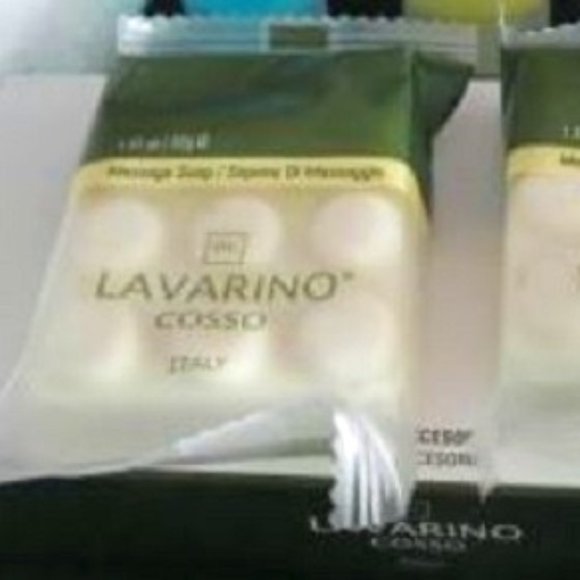 Massage Soap / Sapone Di Massaggio
LAVARINO
COSSO
ITALY
LAVARINO
COSSO